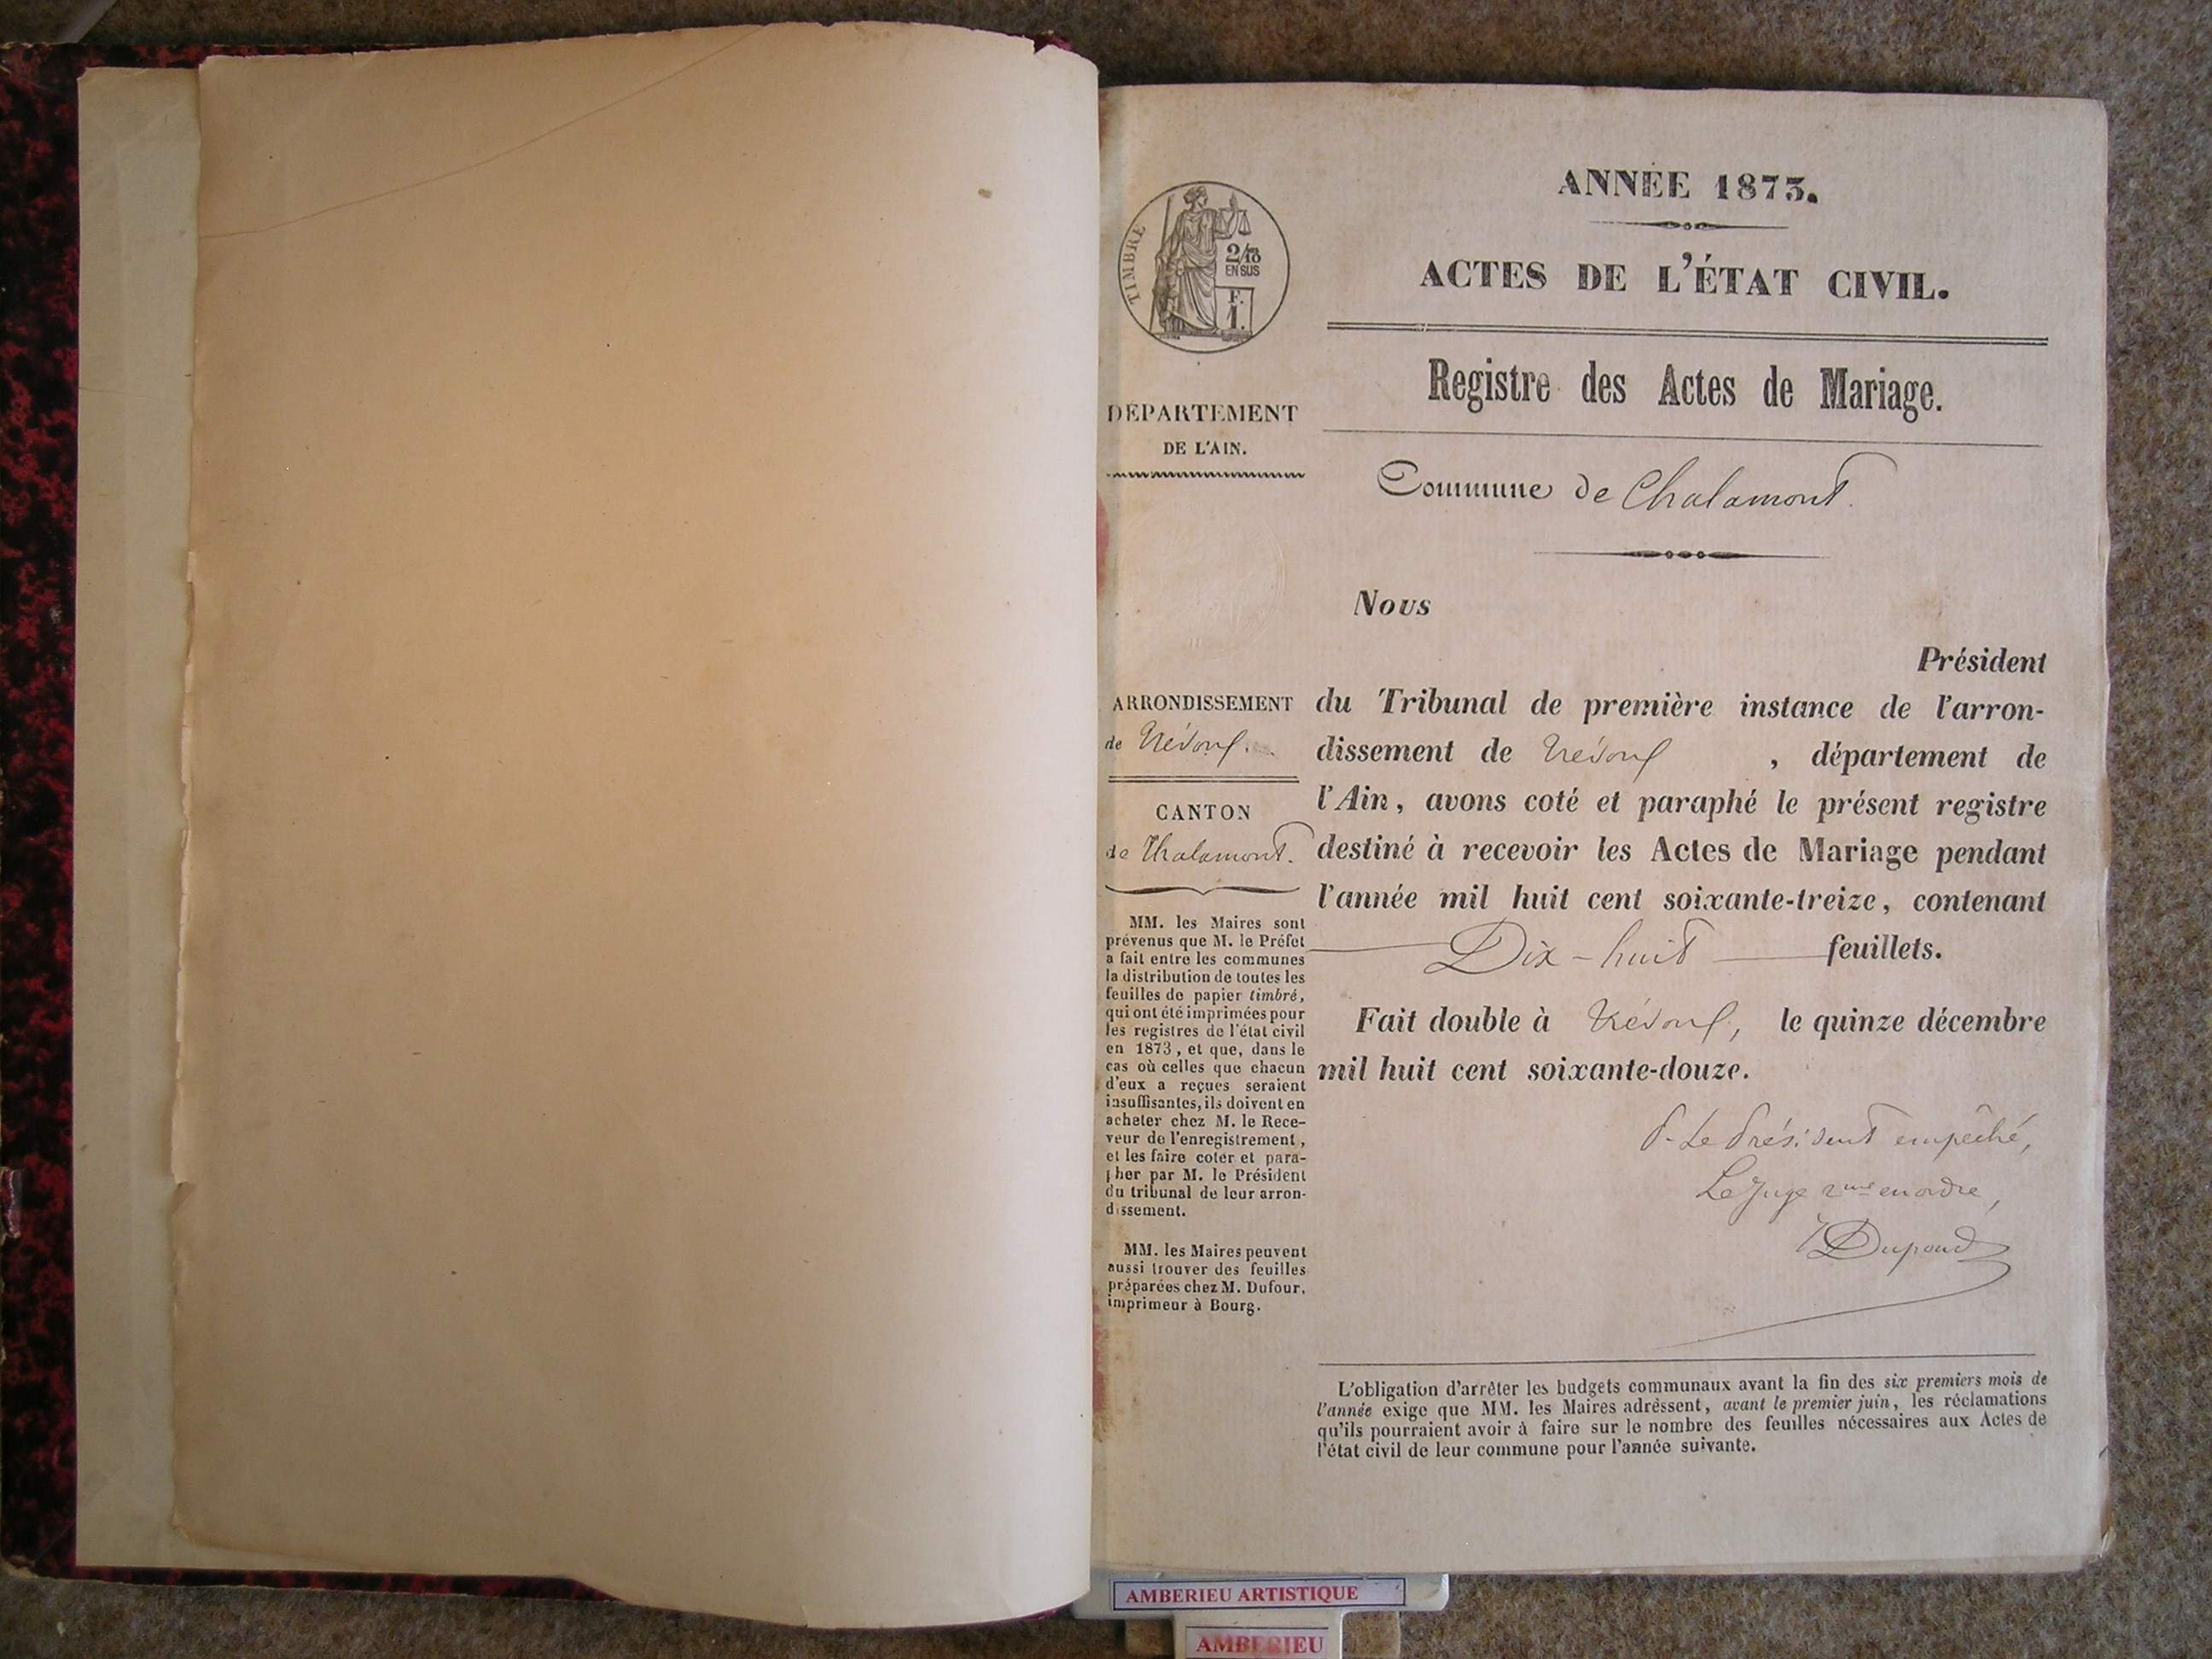 ANNÉE 1873.
ACTES DE L'ÉTAT CIVIL.
Registre des Actes de Mariage.
Commune de Chalamont.
TIMBRE
2/10
EN SUS
F.
1.
DÉPARTEMENT
DE L'AIN.
ARRONDISSEMENT
de Trévoux.
CANTON
de Chalamont.
MM. les Maires sont
prévenus que M. le Préfet
a fait entre les communes
la distribution de toutes les
feuilles de papier timbré,
qui ont été imprimées pour
les registres de l'état civil
en 1873, et que, dans le
cas où celles que chacun
d'eux a reçues seraient
insuffisantes, ils doivent en
acheter chez M. le Rece-
veur de l'enregistrement,
et les faire coter et para-
pher par M. le Président
du tribunal de leur arron-
dissement.
MM. les Maires peuvent
aussi trouver des feuilles
préparées chez M. Dufour,
imprimeur à Bourg.
Nous
Président
du Tribunal de première instance de l'arron-
dissement de Trévoux, département de
l'Ain, avons coté et paraphé le présent registre
destiné à recevoir les Actes de Mariage pendant
l'année mil huit cent soixante-treize, contenant
Dix-huit feuillets.
Fait double à Trévoux, le quinze décembre
mil huit cent soixante-douze.
P. Le Président empêché,
Le Juge 2me en ordre,
Dupond
L'obligation d'arrêter les budgets communaux avant la fin des six premiers mois de
l'année exige que MM. les Maires adressent, avant le premier juin, les réclamations
qu'ils pourraient avoir à faire sur le nombre des feuilles nécessaires aux Actes de
l'état civil de leur commune pour l'année suivante.
AMBERIEU ARTISTIQUE
AMBERIEU